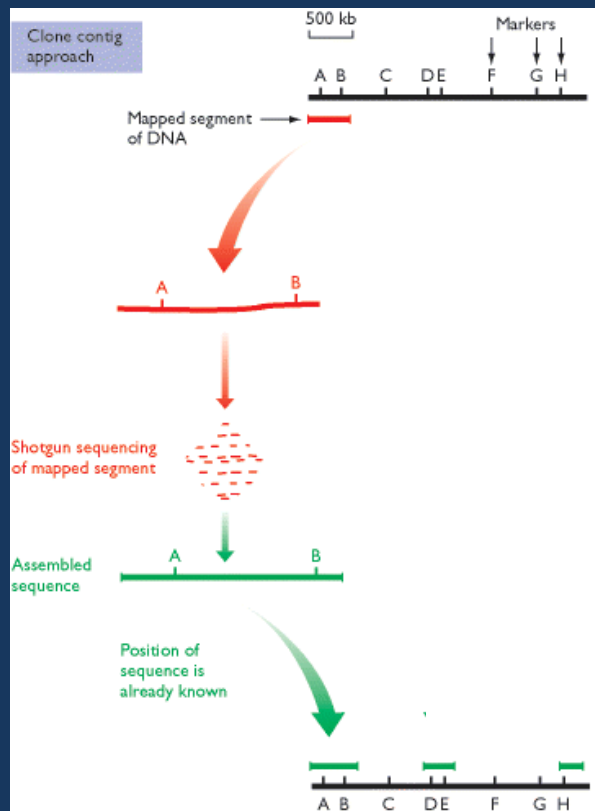 Clone contig
approach
500 kb
Markers
A B C D E F G H
Mapped segment
of DNA
A B
Shotgun sequencing
of mapped segment
A B
Assembled
sequence
Position of
sequence is
already known
A B C D E F G H